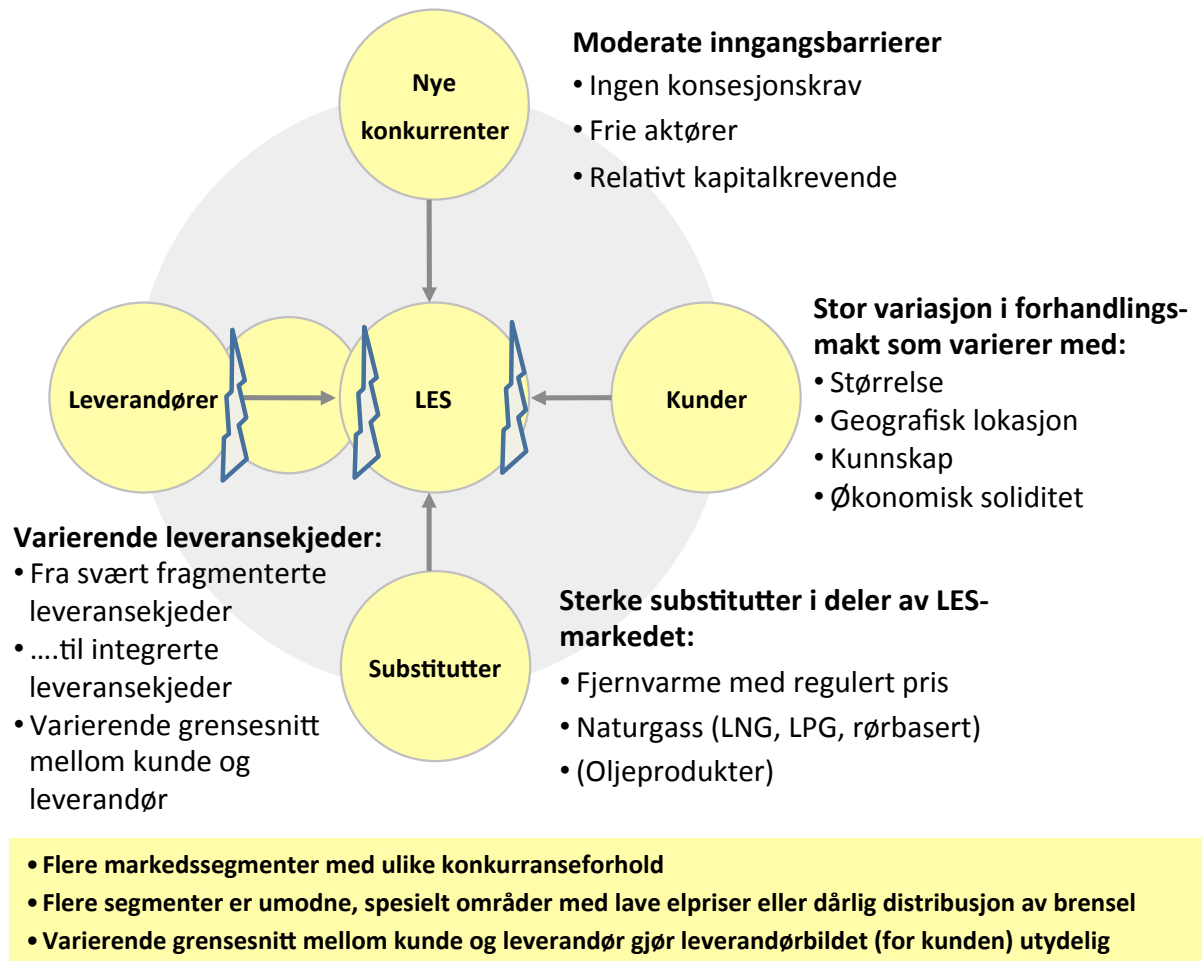 Nye
konkurrenter
Moderate inngangsbarrierer
• Ingen konsesjonskrav
• Frie aktører
• Relativt kapitalkrevende
Leverandører
LES
Kunder
Stor variasjon i forhandlings-
makt som varierer med:
• Størrelse
• Geografisk lokasjon
• Kunnskap
• Økonomisk soliditet
Varierende leveransekjeder:
• Fra svært fragmenterte
leveransekjeder
• ….til integrerte
leveransekjeder
• Varierende grensesnitt
mellom kunde og
leverandør
Substitutter
Sterke substitutter i deler av LES-
markedet:
• Fjernvarme med regulert pris
• Naturgass (LNG, LPG, rørbasert)
• (Oljeprodukter)
• Flere markedssegmenter med ulike konkurranseforhold
• Flere segmenter er umodne, spesielt områder med lave elpriser eller dårlig distribusjon av brensel
• Varierende grensesnitt mellom kunde og leverandør gjør leverandørbildet (for kunden) utydelig